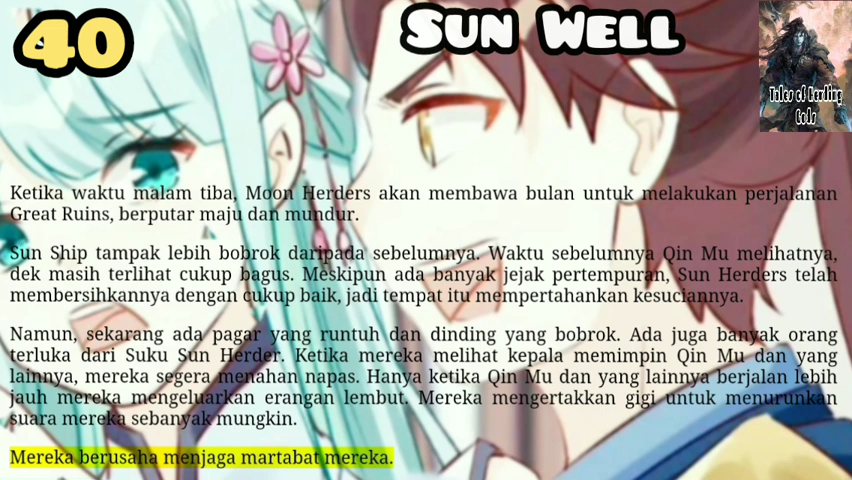 40
SUN WELL
Tales of Herding
Gods
Ketika waktu malam tiba, Moon Herders akan membawa bulan untuk melakukan perjalanan
Great Ruins, berputar maju dan mundur.
Sun Ship tampak lebih bobrok daripada sebelumnya. Waktu sebelumnya Qin Mu melihatnya,
dek masih terlihat cukup bagus. Meskipun ada banyak jejak pertempuran, Sun Herders telah
membersihkannya dengan cukup baik, jadi tempat itu mempertahankan kesuciannya.
Namun, sekarang ada pagar yang runtuh dan dinding yang bobrok. Ada juga banyak orang
terluka dari Suku Sun Herder. Ketika mereka melihat kepala memimpin Qin Mu dan yang
lainnya, mereka segera menahan napas. Hanya ketika Qin Mu dan yang lainnya berjalan lebih
jauh mereka mengeluarkan erangan lembut. Mereka mengertakkan gigi untuk menurunkan
suara mereka sebanyak mungkin.
Mereka berusaha menjaga martabat mereka.